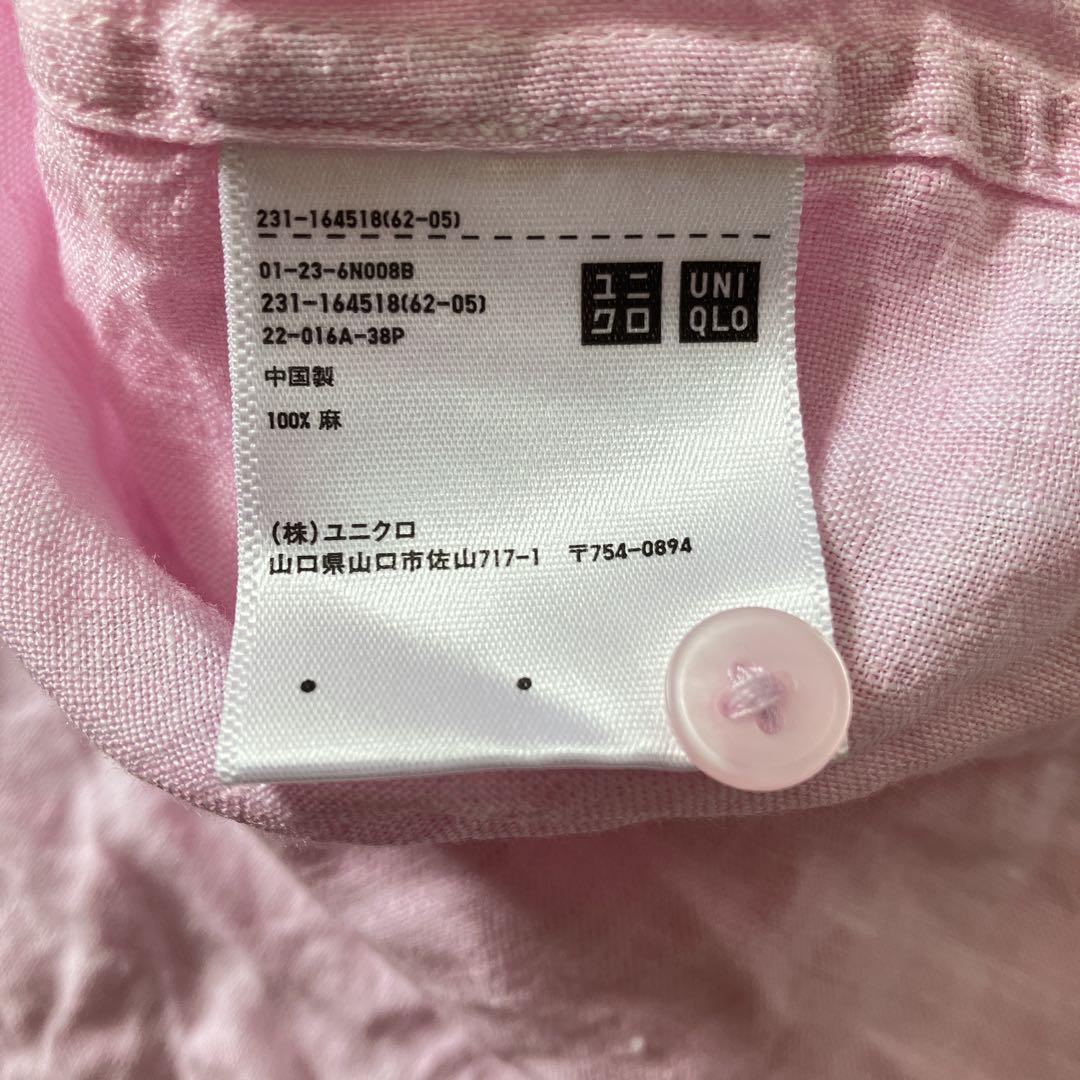 231-164518(62-05)
01-23-6N008B
231-164518(62-05)
22-016A-38P
ユニ
クロ
UNI
QLO
中国製
100% 麻
(株)ユニクロ
山口県山口市佐山717-1 〒754-0894